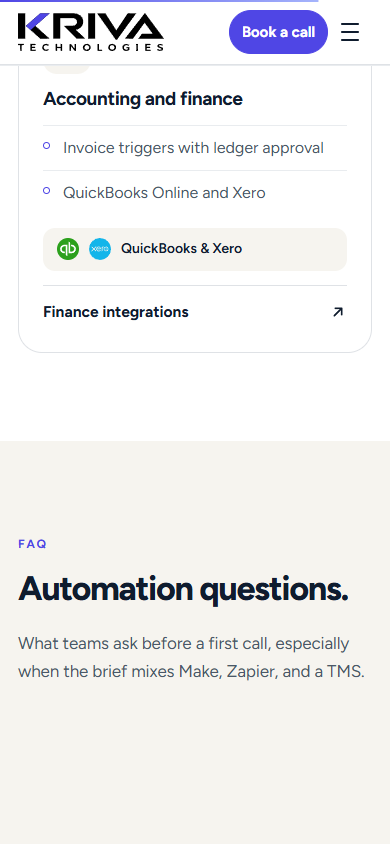 KRIVA
TECHNOLOGIES
Book a call
Accounting and finance
Invoice triggers with ledger approval
QuickBooks Online and Xero
qb
xero
QuickBooks & Xero
Finance integrations
FAQ
Automation questions.
What teams ask before a first call, especially
when the brief mixes Make, Zapier, and a TMS.